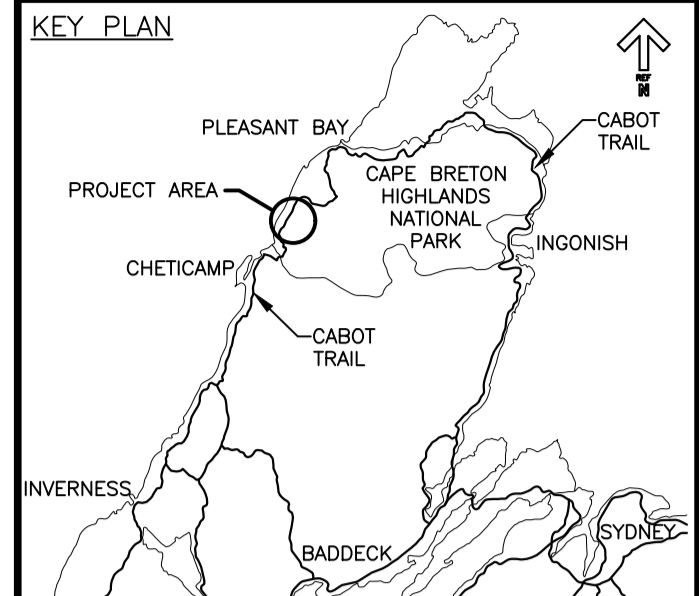 KEY PLAN
REF
N
PLEASANT BAY
CABOT
TRAIL
CAPE BRETON
HIGHLANDS
NATIONAL
PARK
PROJECT AREA
INGONISH
CHETICAMP
CABOT
TRAIL
INVERNESS
BADDECK
SYDNEY